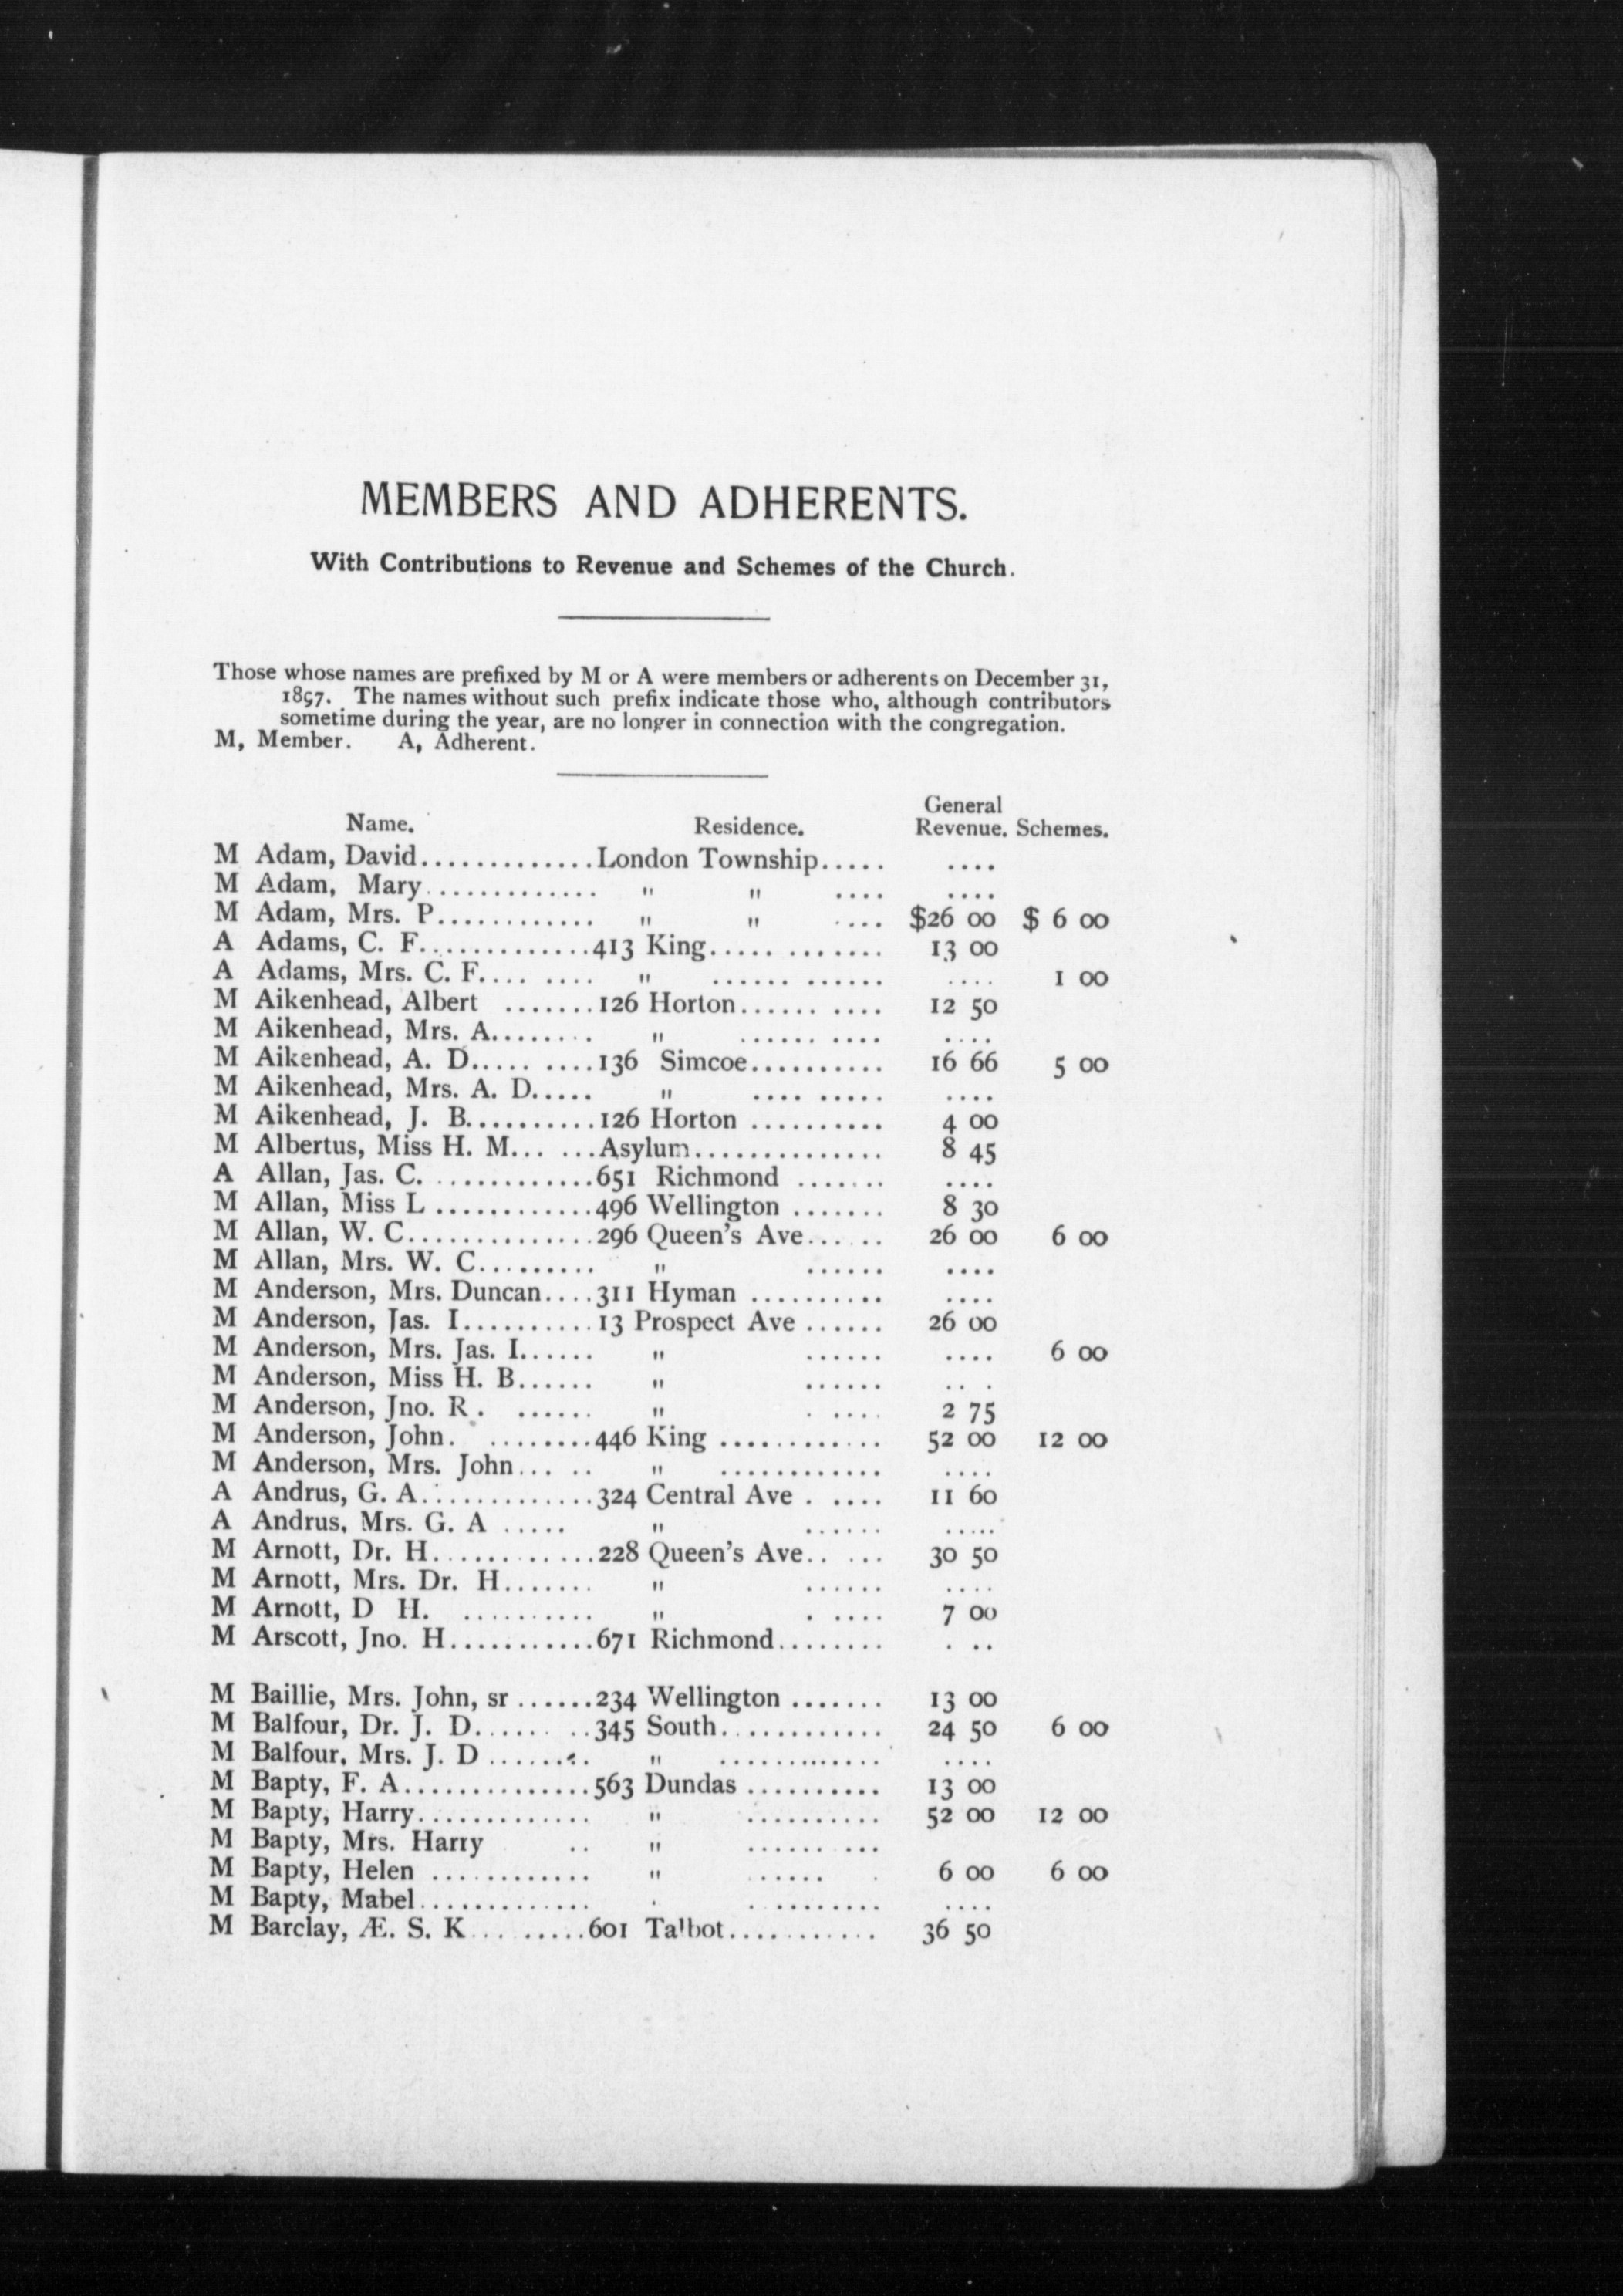 MEMBERS AND ADHERENTS.
With Contributions to Revenue and Schemes of the Church.
Those whose names are prefixed by M or A were members or adherents on December 31,
1897. The names without such prefix indicate those who, although contributors
sometime during the year, are no longer in connection with the congregation.
M, Member. A, Adherent.
General
Name. Residence. Revenue. Schemes.
M Adam, David.............London Township..... ....
M Adam, Mary............. " " .... ....
M Adam, Mrs. P............ " " .... $26 00 $ 6 00
A Adams, C. F.............413 King..... ....... 13 00
A Adams, Mrs. C. F.... .... " ...... ...... .... 1 00
M Aikenhead, Albert .......126 Horton...... .... 12 50
M Aikenhead, Mrs. A........ " ...... .... ....
M Aikenhead, A. D..... ....136 Simcoe.......... 16 66 5 00
M Aikenhead, Mrs. A. D..... " .... ..... ....
M Aikenhead, J. B..........126 Horton .......... 4 00
M Albertus, Miss H. M... ...Asylum.............. 8 45
A Allan, Jas. C. ............651 Richmond ....... ....
M Allan, Miss L ............496 Wellington ....... 8 30
M Allan, W. C..............296 Queen's Ave...... 26 00 6 00
M Allan, Mrs. W. C......... " ...... ....
M Anderson, Mrs. Duncan....311 Hyman .......... ....
M Anderson, Jas. I..........13 Prospect Ave ...... 26 00
M Anderson, Mrs. Jas. I...... " ...... .... 6 00
M Anderson, Miss H. B...... " ...... .. .
M Anderson, Jno. R . ...... " . .... 2 75
M Anderson, John. ........446 King ............ 52 00 12 00
M Anderson, Mrs. John... .. " ............ ....
A Andrus, G. A.............324 Central Ave . .... 11 60
A Andrus, Mrs. G. A ..... " ...... .....
M Arnott, Dr. H............228 Queen's Ave.. ... 30 50
M Arnott, Mrs. Dr. H....... " ...... ....
M Arnott, D H. .......... " . .... 7 00
M Arscott, Jno. H...........671 Richmond........ . ..
M Baillie, Mrs. John, sr ......234 Wellington ....... 13 00
M Balfour, Dr. J. D...... ..345 South............ 24 50 6 00
M Balfour, Mrs. J. D ........ " ............ ....
M Bapty, F. A..............563 Dundas ........... 13 00
M Bapty, Harry............. " .......... 52 00 12 00
M Bapty, Mrs. Harry .. " ...... ...
M Bapty, Helen ............ " ...... . 6 00 6 00
M Bapty, Mabel............. . . ........ ....
M Barclay, Æ. S. K... .....601 Talbot........... 36 50